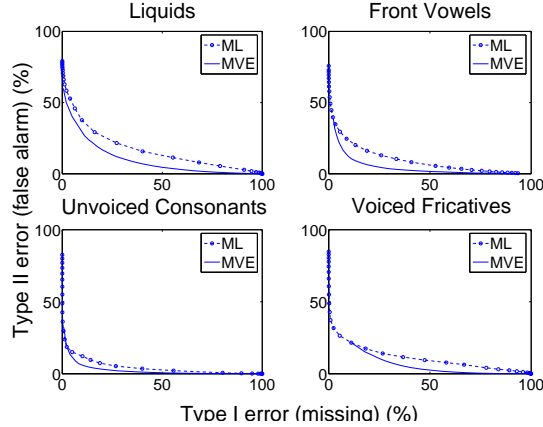 Liquids
Front Vowels
100
50
0
0
50
100
ML
MVE
100
50
0
0
50
100
ML
MVE
Unvoiced Consonants
Voiced Fricatives
100
50
0
0
50
100
ML
MVE
100
50
0
0
50
100
ML
MVE
Type II error (false alarm) (%)
Type I error (missing) (%)